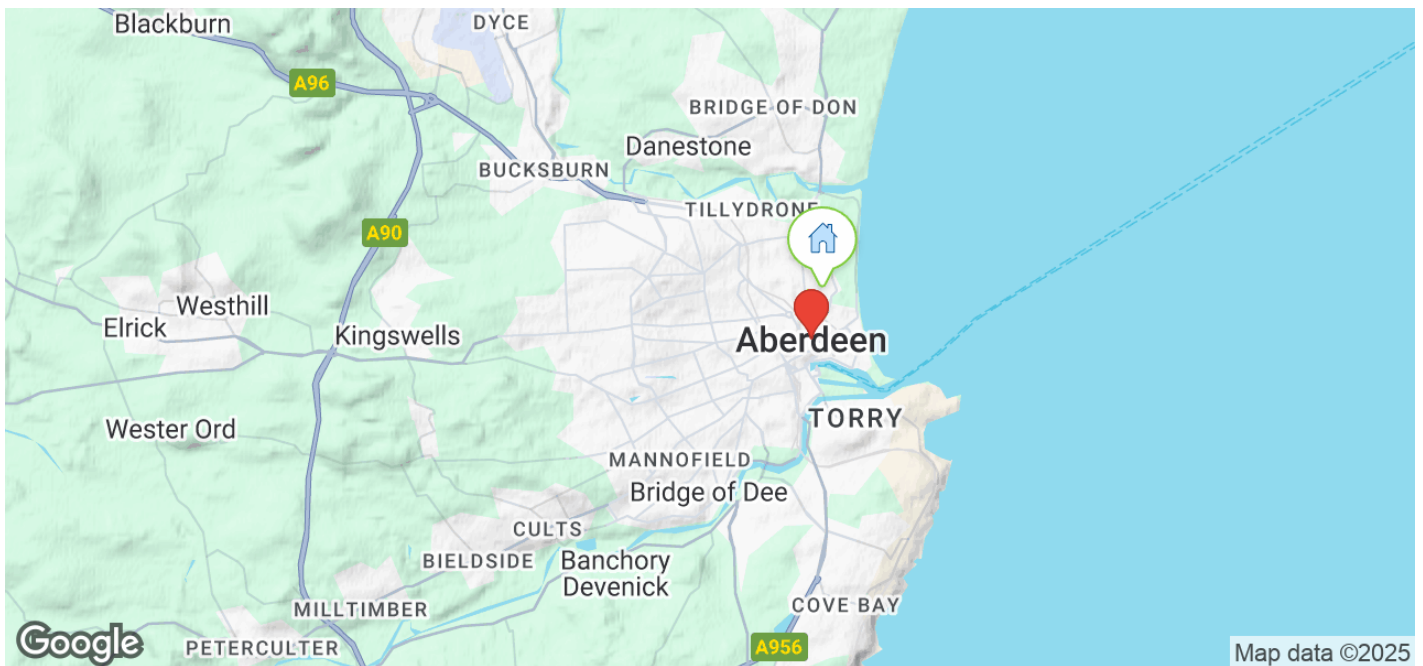 Blackburn
DYCE
A96
BRIDGE OF DON
Danestone
BUCKSBURN
TILLYDRONE
A90
Westhill
Elrick
Kingswells
Aberdeen
TORRY
Wester Ord
MANNOFIELD
Bridge of Dee
CULTS
BIELDSIDE
Banchory
Devenick
MILLTIMBER
COVE BAY
PETERCULTER
A956
Google
Map data ©2025